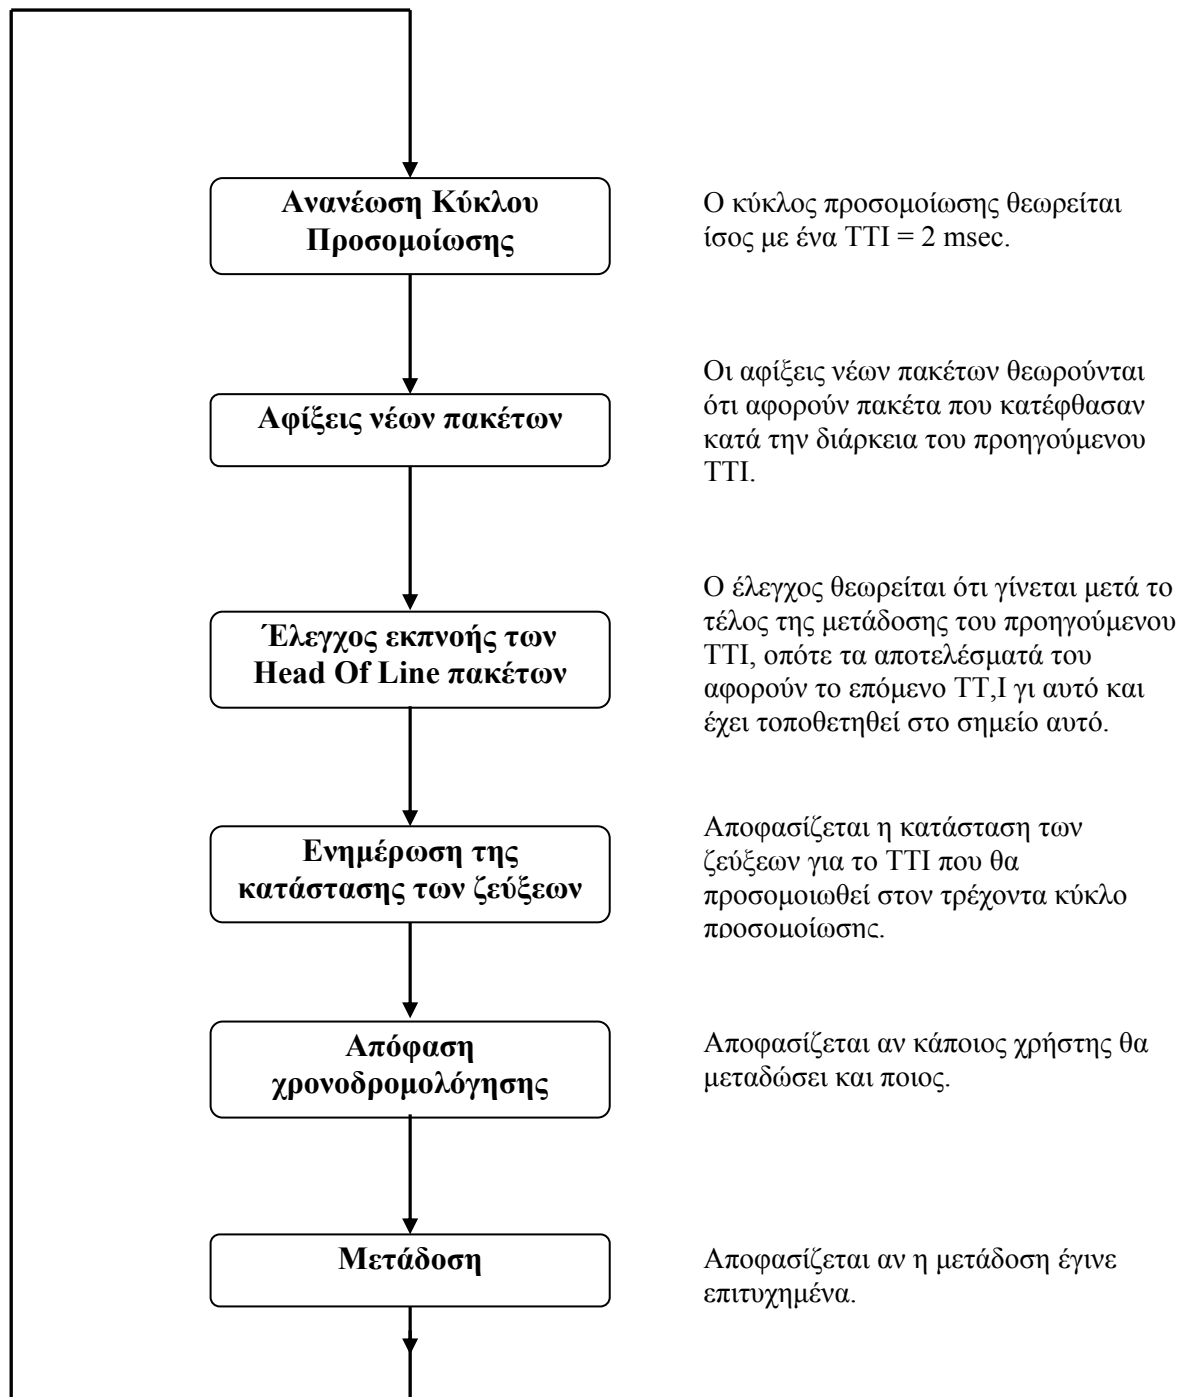 Ανανέωση Κύκλου
Προσομοίωσης
Ο κύκλος προσομοίωσης θεωρείται
ίσος με ένα TTI = 2 msec.
Αφίξεις νέων πακέτων
Οι αφίξεις νέων πακέτων θεωρούνται
ότι αφορούν πακέτα που κατέφθασαν
κατά την διάρκεια του προηγούμενου
TTI.
Έλεγχος εκπνοής των
Head Of Line πακέτων
Ο έλεγχος θεωρείται ότι γίνεται μετά το
τέλος της μετάδοσης του προηγούμενου
TTI, οπότε τα αποτελέσματά του
αφορούν το επόμενο TT,I γι αυτό και
έχει τοποθετηθεί στο σημείο αυτό.
Ενημέρωση της
κατάστασης των ζεύξεων
Αποφασίζεται η κατάσταση των
ζεύξεων για το TTI που θα
προσομοιωθεί στον τρέχοντα κύκλο
προσομοίωσης.
Απόφαση
χρονοδρομολόγησης
Αποφασίζεται αν κάποιος χρήστης θα
μεταδώσει και ποιος.
Μετάδοση
Αποφασίζεται αν η μετάδοση έγινε
επιτυχημένα.